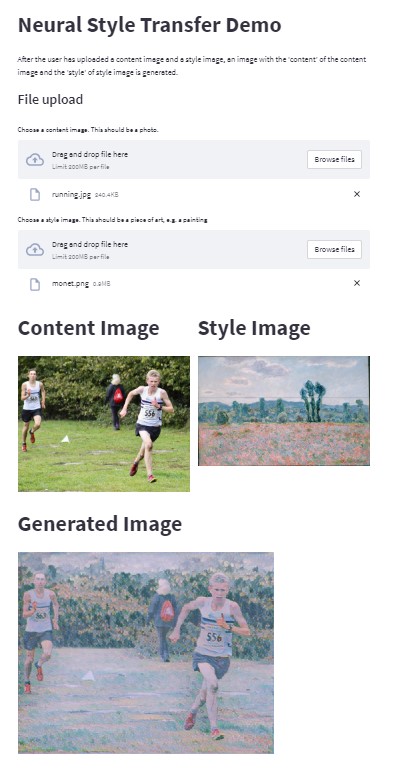 Neural Style Transfer Demo
After the user has uploaded a content image and a style image, an image with the 'content' of the content
image and the 'style' of style image is generated.
File upload
Choose a content image. This should be a photo.
Drag and drop file here
Limit 200MB per file
Browse files
running.jpg 240.4KB
Choose a style image. This should be a piece of art, e.g. a painting
Drag and drop file here
Limit 200MB per file
Browse files
monet.png 0.8MB
Content Image Style Image
556
Generated Image
556